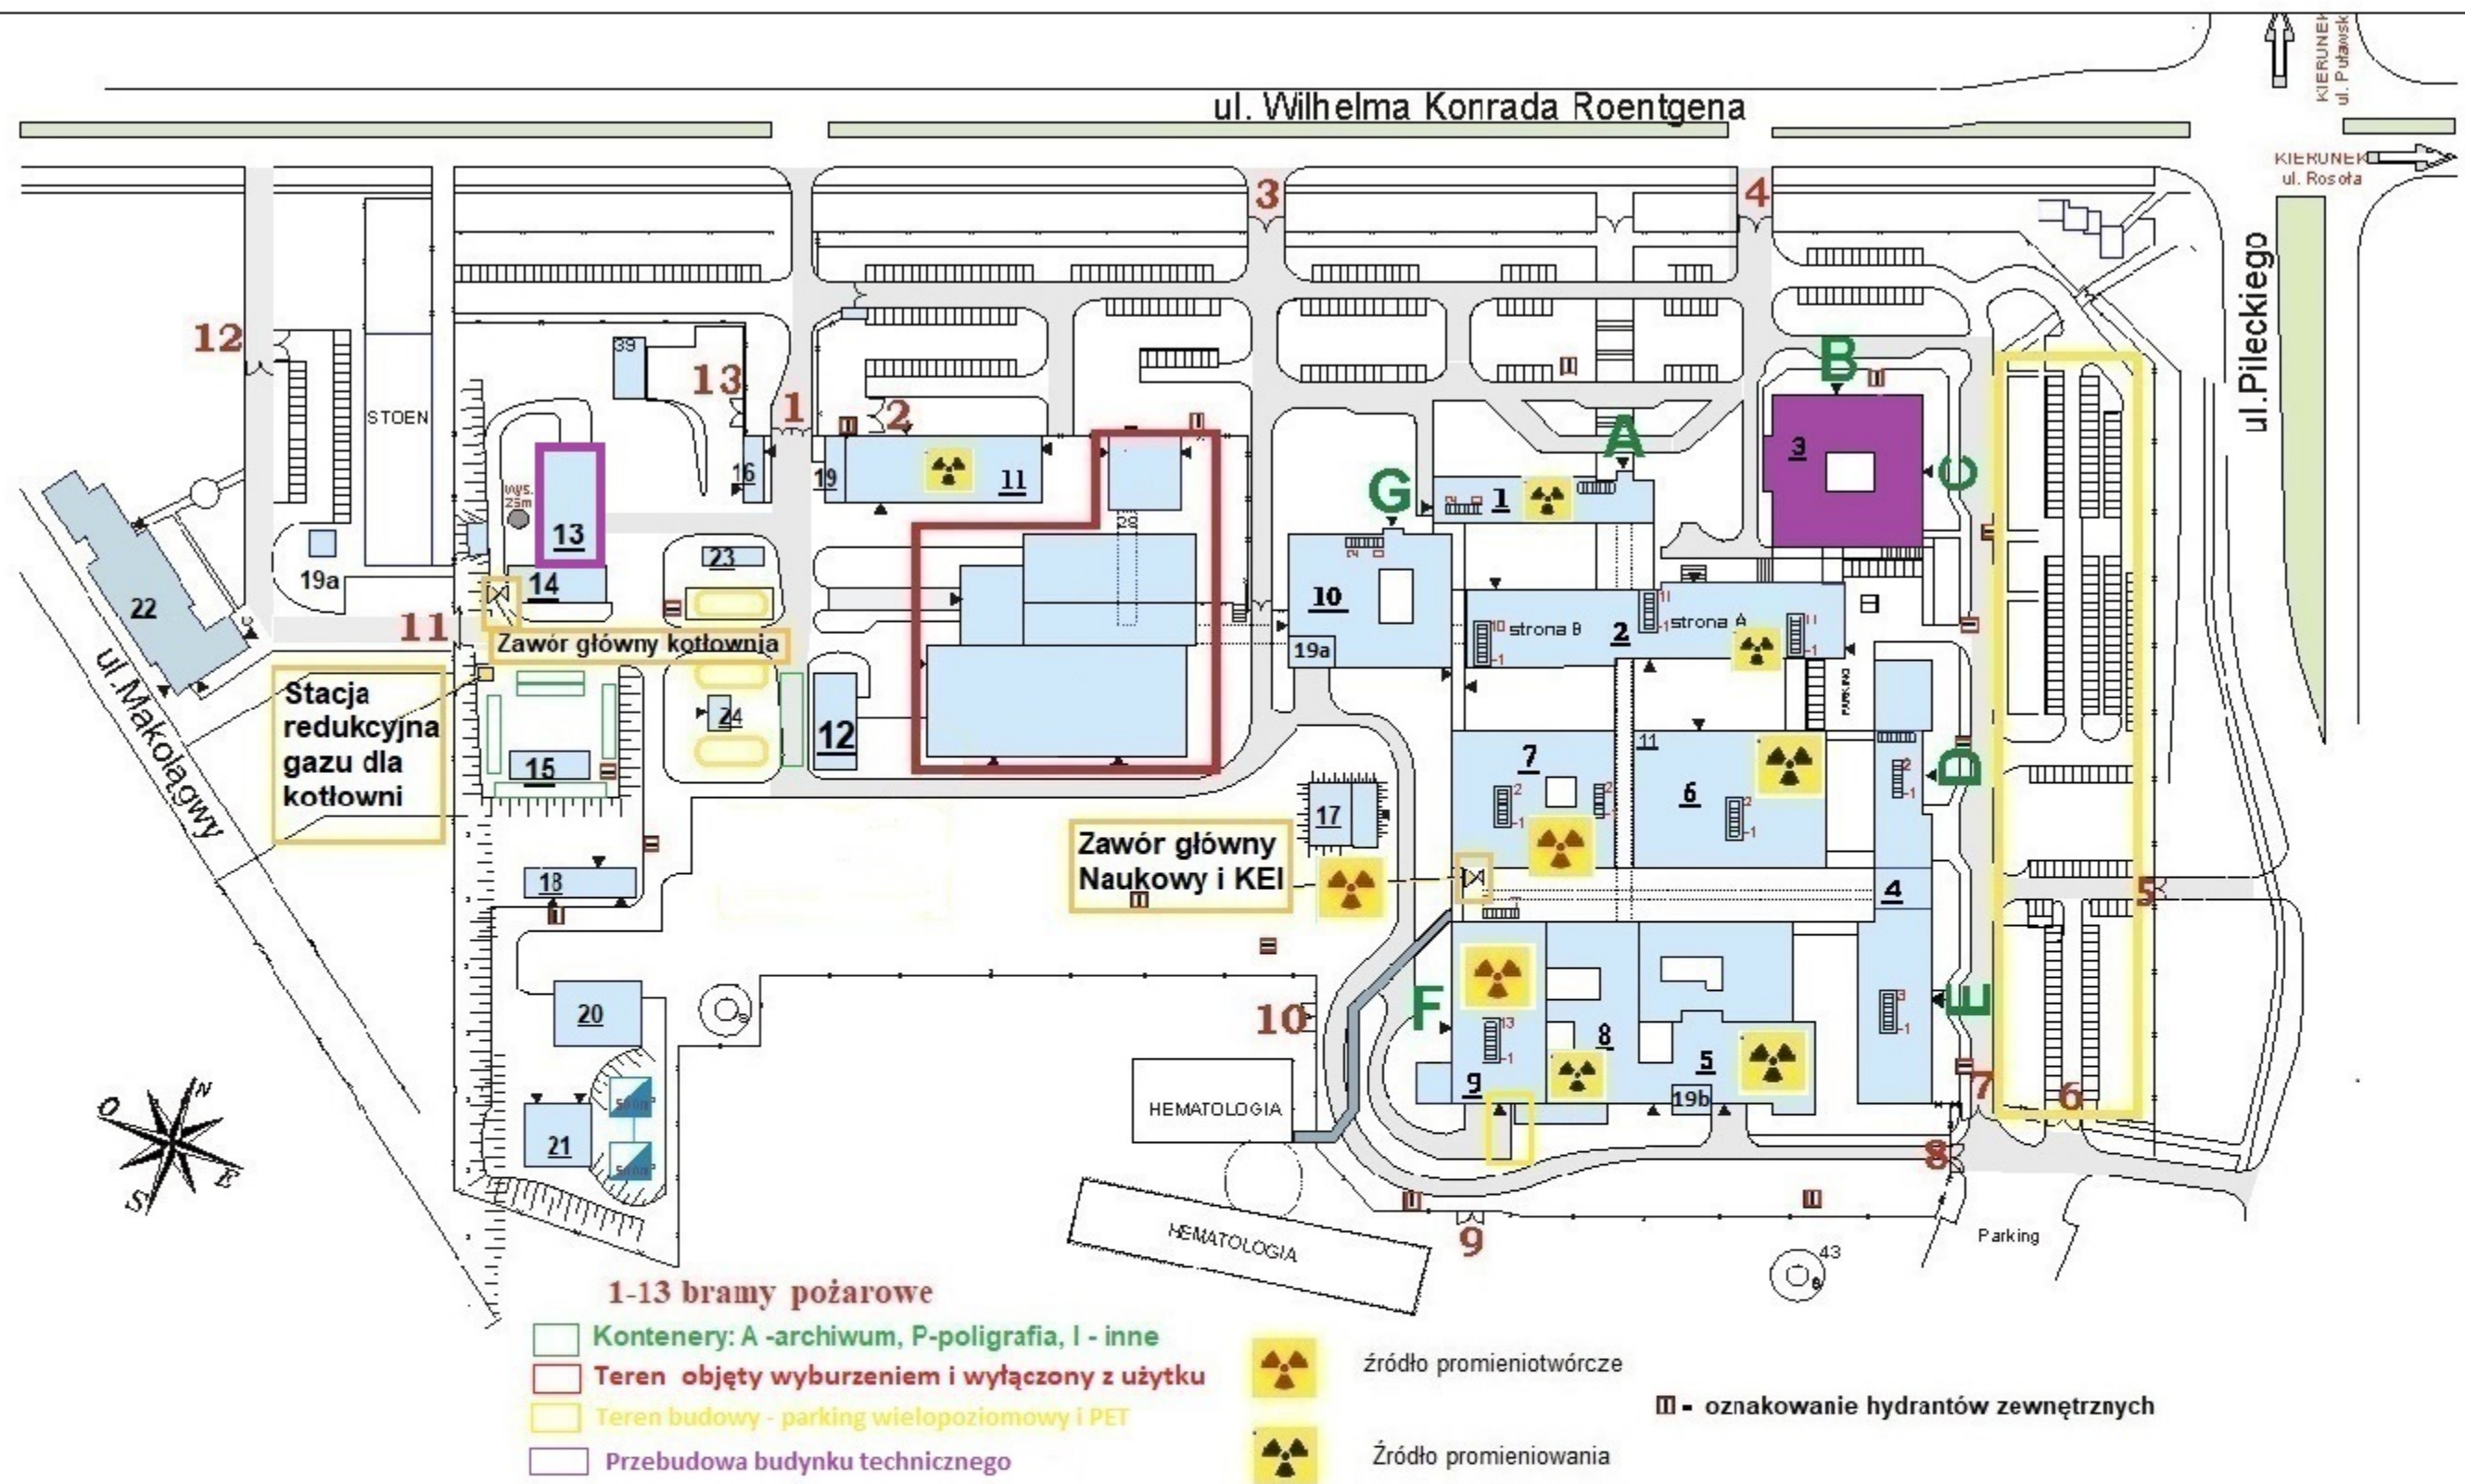 KIERUNEK
ul. Puławsk
ul. Wilhelma Konrada Roentgena
KIERUNEK
ul. Rosoła
3
4
ul.Pileckiego
12
39
13
1
2
STOEN
B
A
C
G
3
wys.
25m
13
16
19
11
1
28
14
23
19a
22
10
19a
strona B
2
strona A
11
Zawór główny kotłownia
ul.Makolągwy
Stacja
redukcyjna
gazu dla
kotłowni
24
12
15
PARKING
7
11
6
D
17
Zawór główny
Naukowy i KEI
18
4
5
20
10
F
E
8
5
9
19b
7
6
HEMATOLOGIA
8
21
N
O
E
S
HEMATOLOGIA
9
43
Parking
1-13 bramy pożarowe
Kontenery: A -archiwum, P-poligrafia, I - inne
Teren objęty wyburzeniem i wyłączony z użytku
Teren budowy - parking wielopoziomowy i PET
Przebudowa budynku technicznego
źródło promieniotwórcze
Źródło promieniowania
- oznakowanie hydrantów zewnętrznych